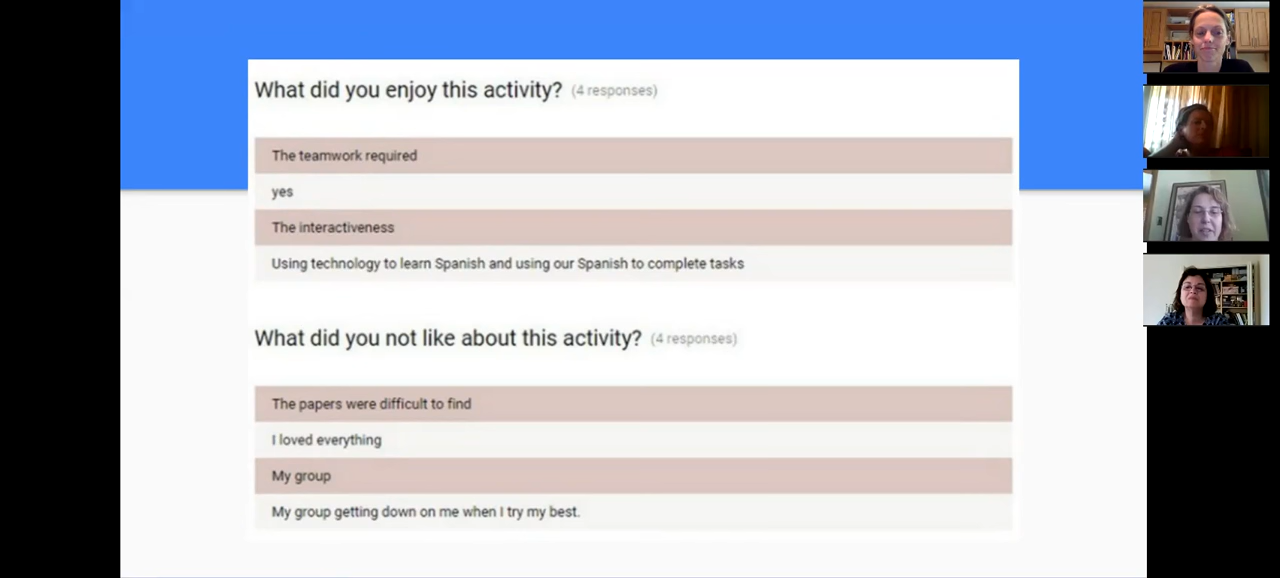 What did you enjoy this activity? (4 responses)
The teamwork required
yes
The interactiveness
Using technology to learn Spanish and using our Spanish to complete tasks
What did you not like about this activity? (4 responses)
The papers were difficult to find
I loved everything
My group
My group getting down on me when I try my best.